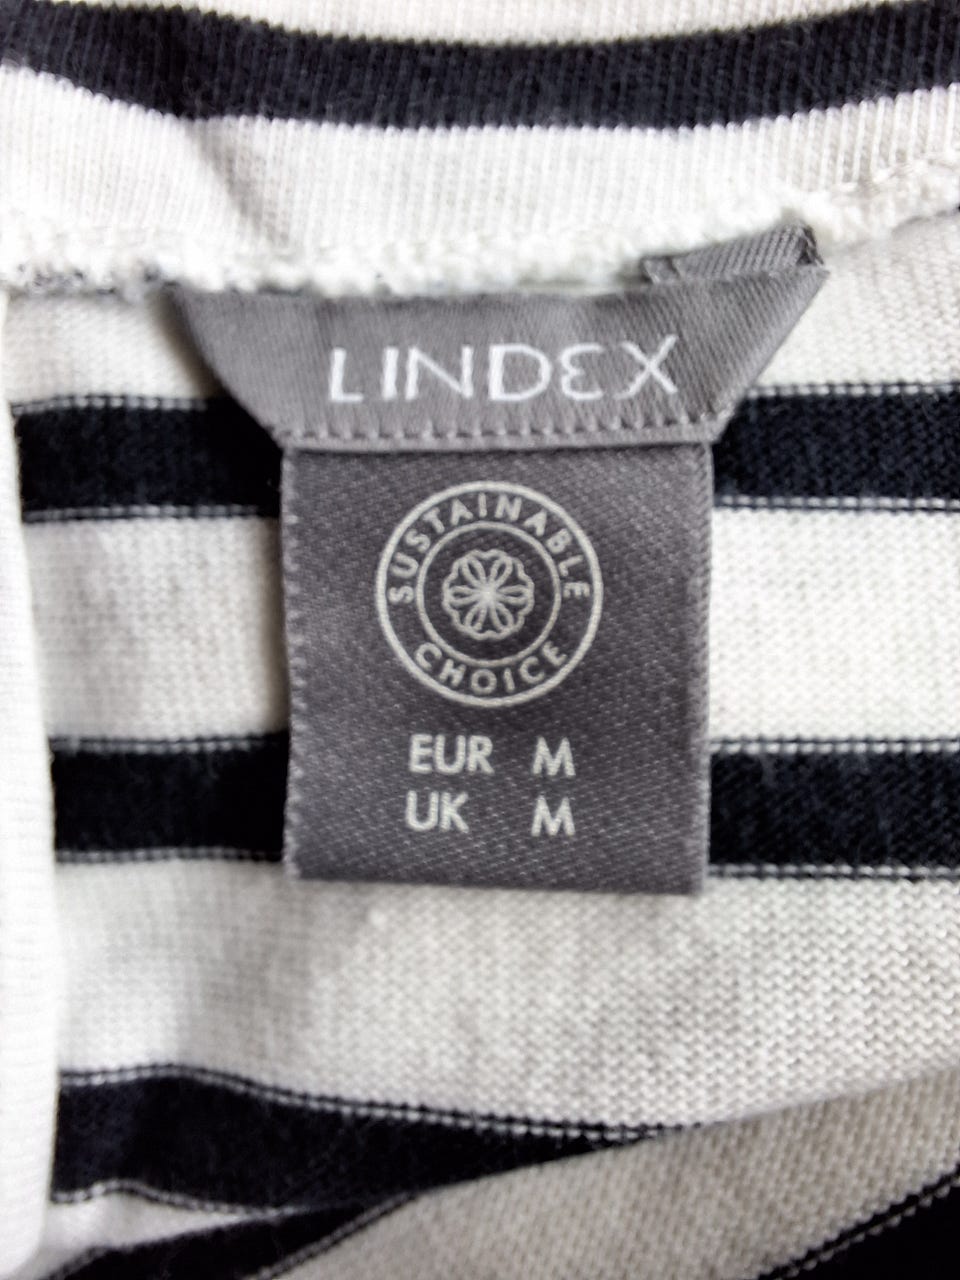 LINDEX
SUSTAINABLE
CHOICE
EUR M
UK M